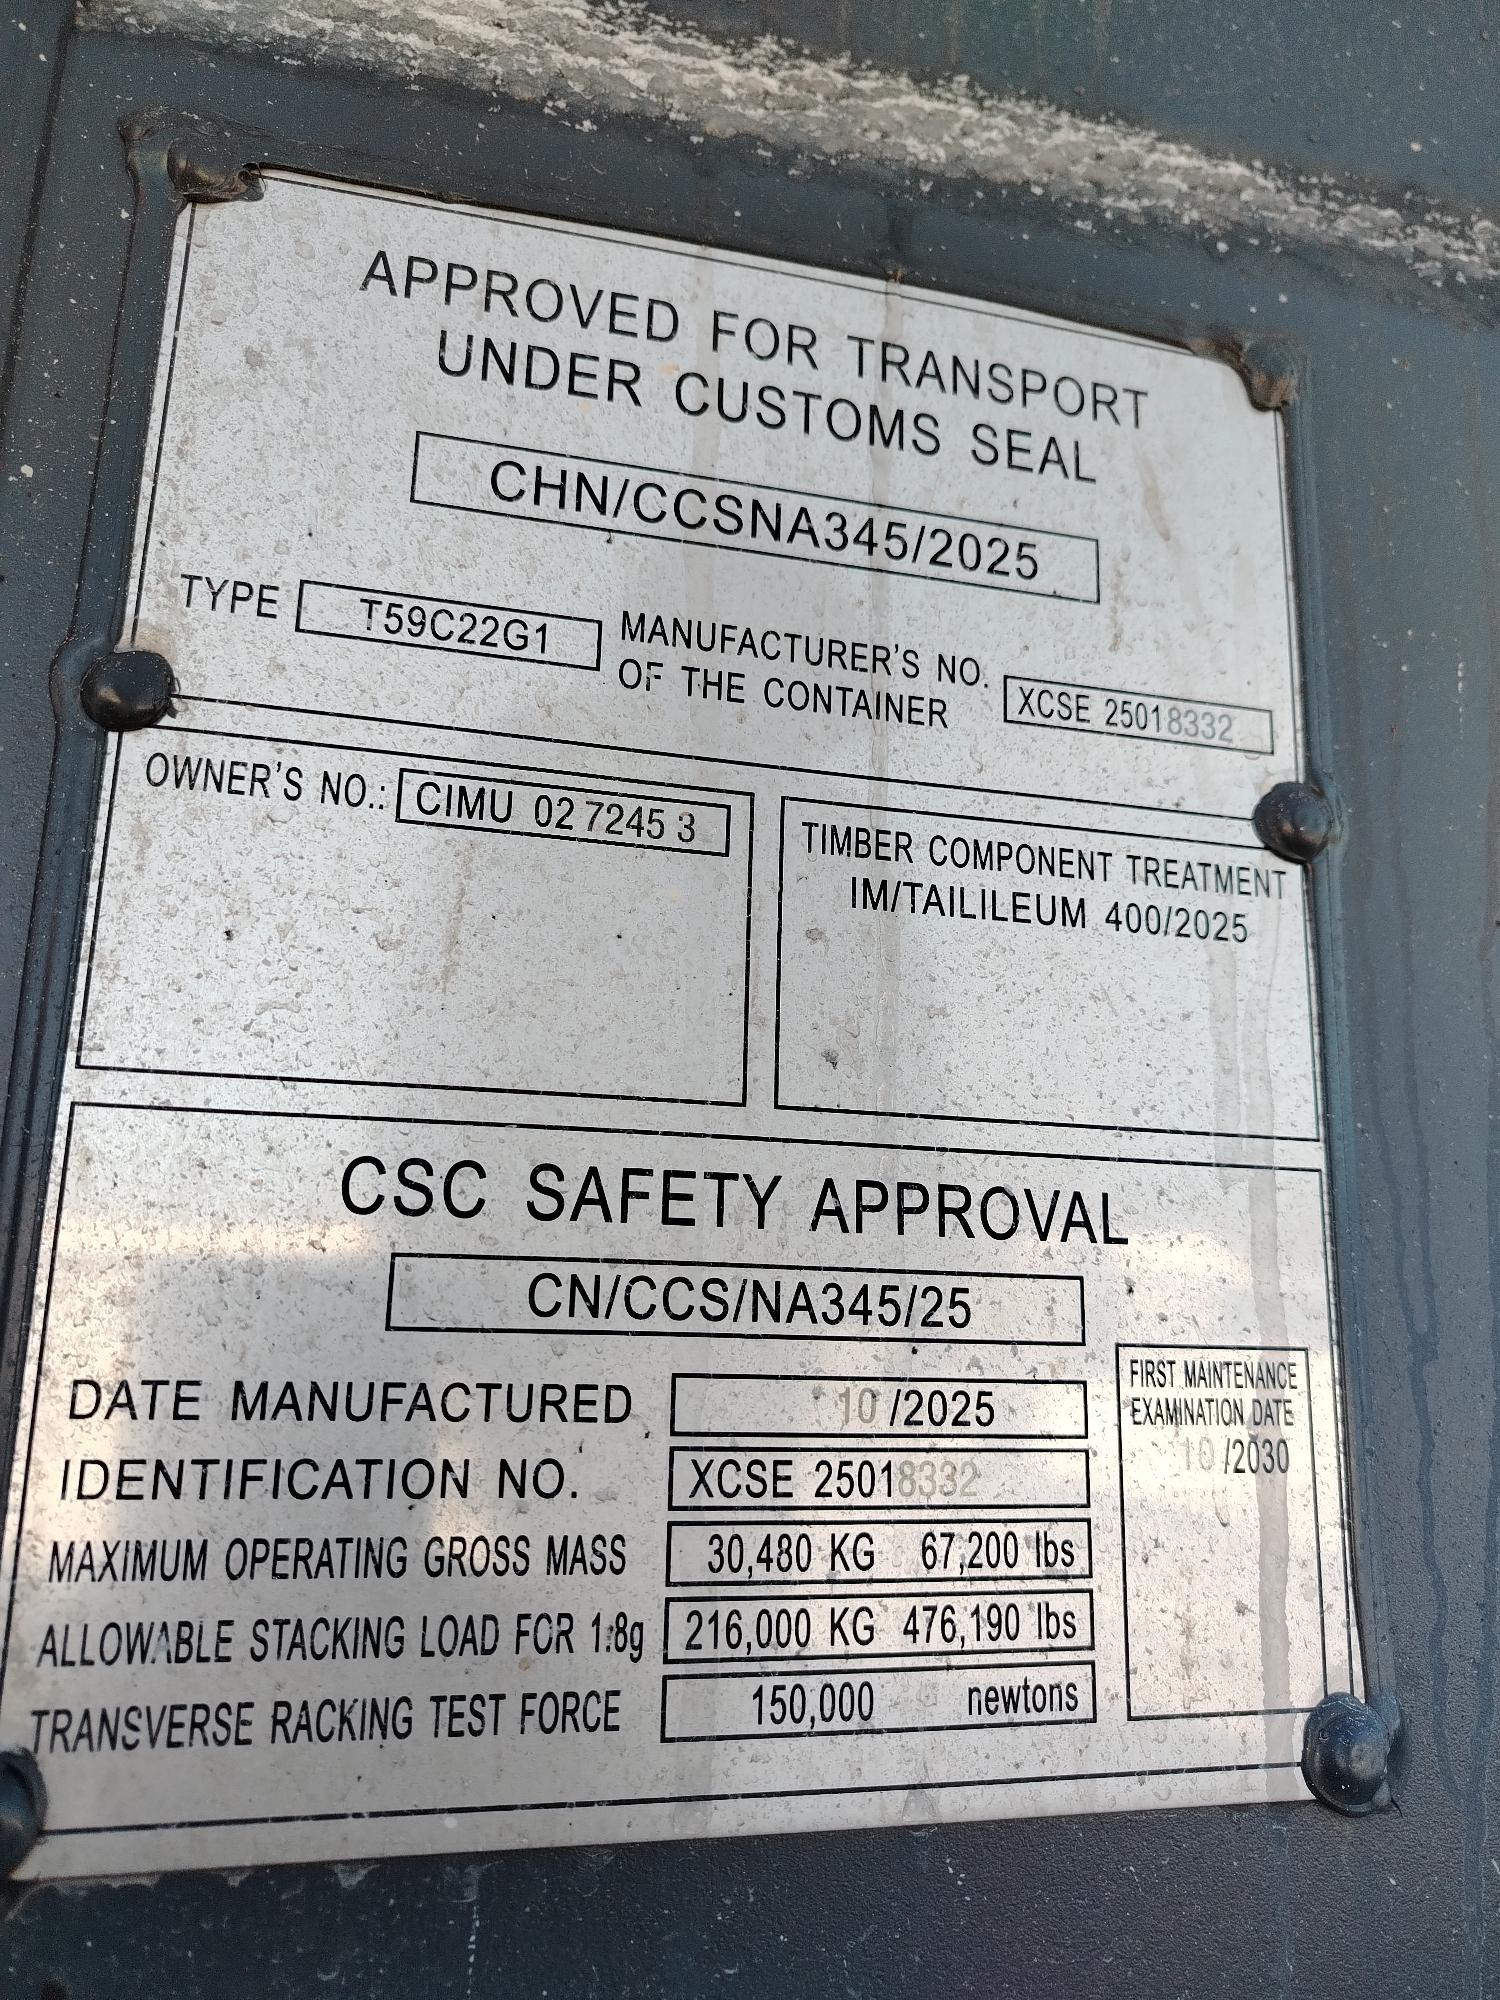 APPROVED FOR TRANSPORT
UNDER CUSTOMS SEAL
CHN/CCSNA345/2025
TYPE T59C22G1
MANUFACTURER'S NO.
OF THE CONTAINER
XCSE 25018332
OWNER'S NO.: CIMU 02 7245 3
TIMBER COMPONENT TREATMENT
IM/TAILILEUM 400/2025
CSC SAFETY APPROVAL
CN/CCS/NA345/25
DATE MANUFACTURED 10 /2025
IDENTIFICATION NO. XCSE 25018332
MAXIMUM OPERATING GROSS MASS 30,480 KG 67,200 lbs
ALLOWABLE STACKING LOAD FOR 1.8g 216,000 KG 476,190 lbs
TRANSVERSE RACKING TEST FORCE 150,000 newtons
FIRST MAINTENANCE
EXAMINATION DATE
10 /2030